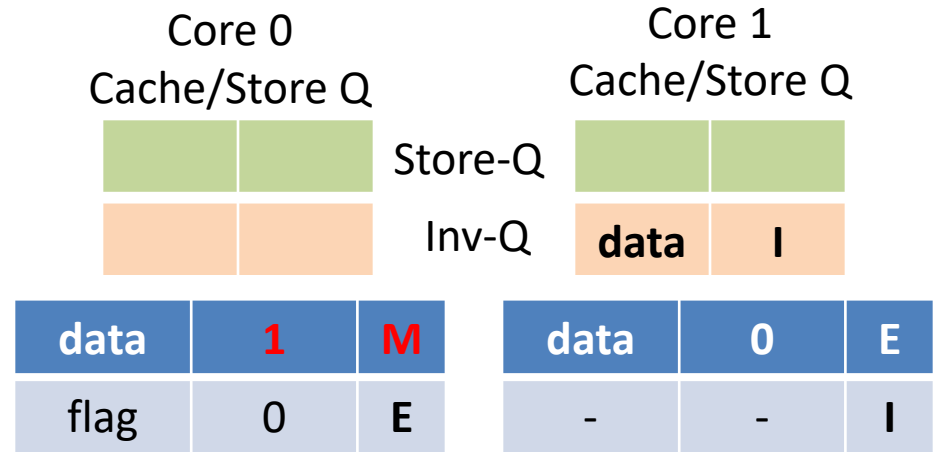 Core 0
Cache/Store Q
Core 1
Cache/Store Q
Store-Q
Inv-Q
data I
data 1 M
flag 0 E
data 0 E
- - I